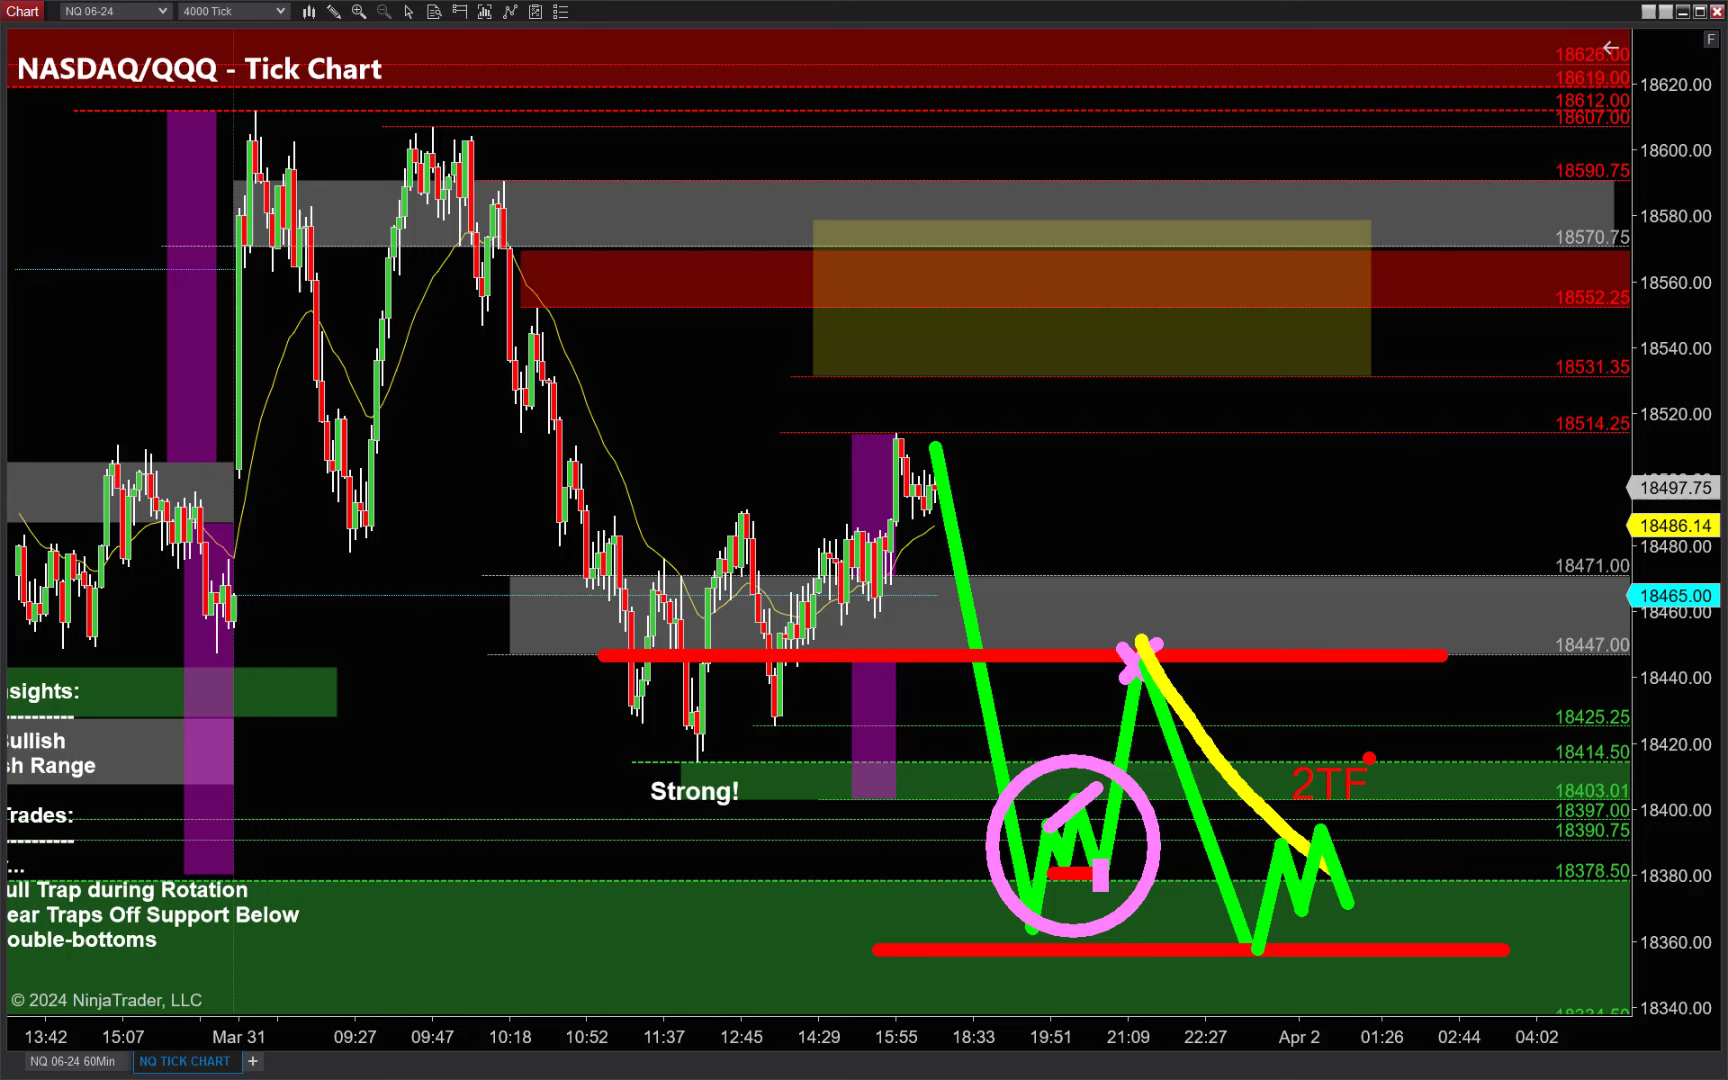 Chart
NQ 06-24
4000 Tick
F
NASDAQ/QQQ - Tick Chart
18626.00
18619.00
18612.00
18607.00
18590.75
18570.75
18552.25
18531.35
18514.25
18471.00
18447.00
18425.25
18414.50
18403.01
18397.00
18390.75
18378.50
18334.50
18620.00
18600.00
18580.00
18560.00
18540.00
18520.00
18497.75
18486.14
18480.00
18465.00
18460.00
18440.00
18420.00
18400.00
18380.00
18360.00
18340.00
Strong!
2TF
nsights:
Bullish
sh Range
Trades:
...
ull Trap during Rotation
ear Traps Off Support Below
ouble-bottoms
© 2024 NinjaTrader, LLC
13:42
15:07
Mar 31
09:27
09:47
10:18
10:52
11:37
12:45
14:29
15:55
18:33
19:51
21:09
22:27
Apr 2
01:26
02:44
04:02
NQ 06-24 60Min
NQ TICK CHART
+